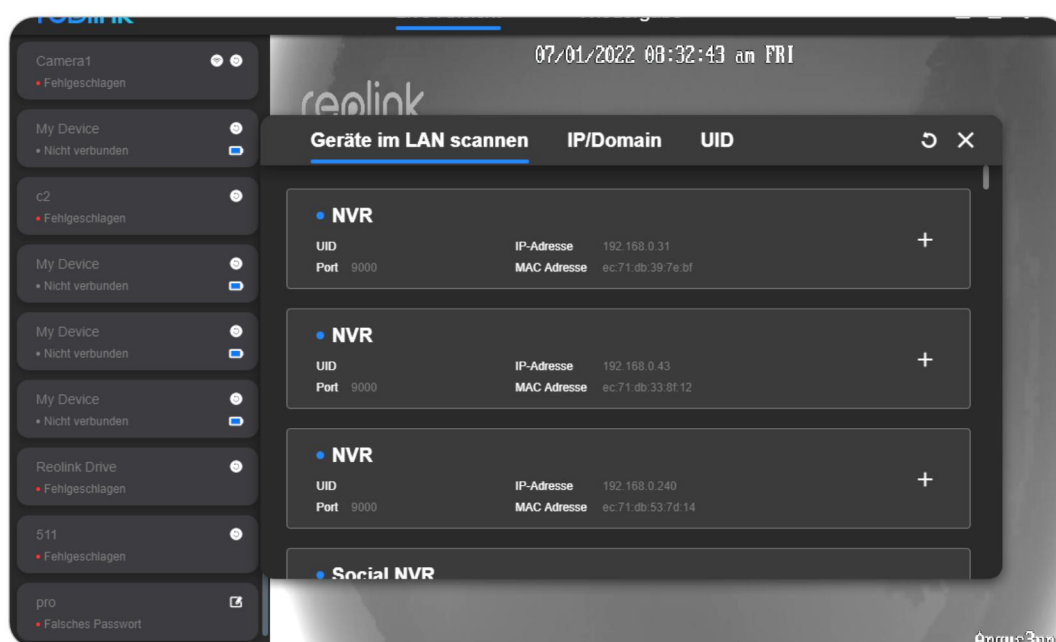 reolink
Camera1
Fehlgeschlagen
My Device
Nicht verbunden
c2
Fehlgeschlagen
My Device
Nicht verbunden
My Device
Nicht verbunden
My Device
Nicht verbunden
Reolink Drive
Fehlgeschlagen
511
Fehlgeschlagen
pro
Falsches Passwort
07/01/2022 08:32:43 am FRI
reolink
Geräte im LAN scannen IP/Domain UID
NVR
UID IP-Adresse 192.168.0.31
Port 9000 MAC Adresse ec:71:db:39:7e:bf
NVR
UID IP-Adresse 192.168.0.43
Port 9000 MAC Adresse ec:71:db:33:8f:12
NVR
UID IP-Adresse 192.168.0.240
Port 9000 MAC Adresse ec:71:db:53:7d:14
Social NVR